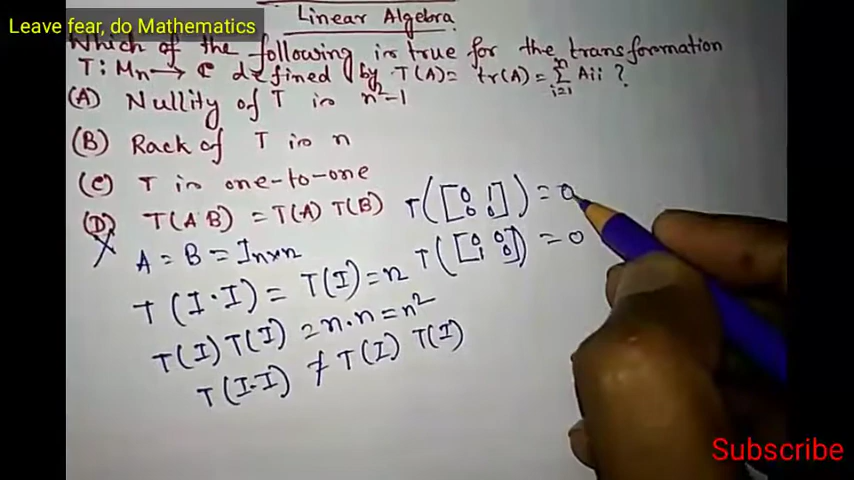 Linear Algebra
Leave fear, do Mathematics
Which of the following is true for the transformation
T: Mn → ℂ defined by T(A) = tr(A) = Σ_{i=1}^{n} Aii ?
(A) Nullity of T is n²-1
(B) Rack of T is n
(C) T is one-to-one
(D) T(AB) = T(A) T(B)
T([0 1; 0 0]) = 0
A = B = In×n
T([0 0; 1 0]) = 0
T(I·I) = T(I) = n
T(I) T(I) = n·n = n²
T(I·I) ≠ T(I) T(I)
Subscribe